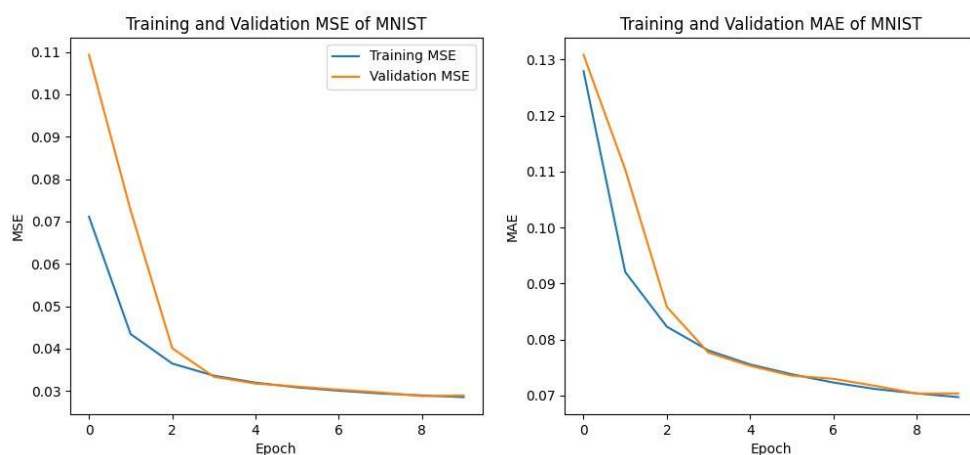 Training and Validation MSE of MNIST
0.11
0.10
0.09
0.08
0.07
0.06
0.05
0.04
0.03
MSE
Training MSE
Validation MSE
0 2 4 6 8
Epoch
Training and Validation MAE of MNIST
0.13
0.12
0.11
0.10
0.09
0.08
0.07
MAE
0 2 4 6 8
Epoch